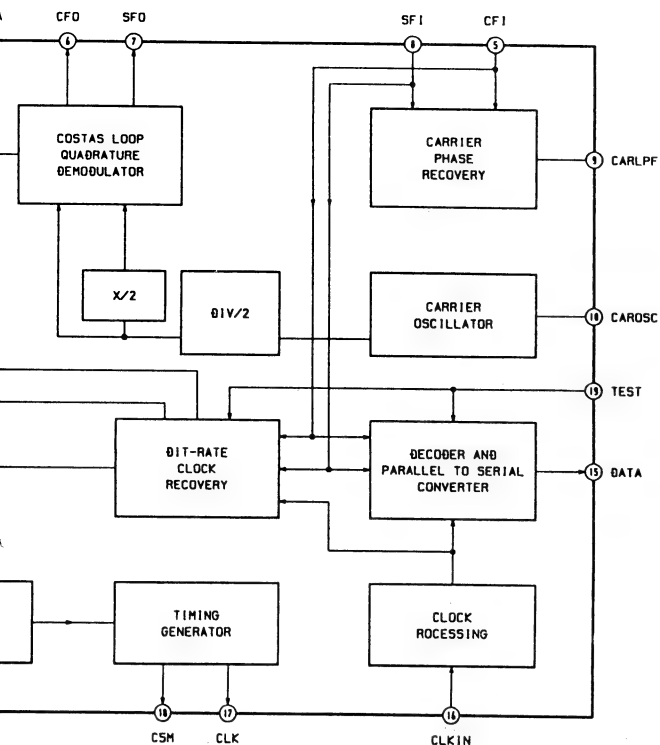 CFO SFO SFI CFI
6 7 8 5
COSTAS LOOP
QUADRATURE
DEMODULATOR
CARRIER
PHASE
RECOVERY
9 CARLPF
X/2
DIV/2
CARRIER
OSCILLATOR
10 CAROSC
19 TEST
BIT-RATE
CLOCK
RECOVERY
DECODER AND
PARALLEL TO SERIAL
CONVERTER
15 DATA
TIMING
GENERATOR
CLOCK
ROCESSING
18 17 16
CSM CLK CLKIN